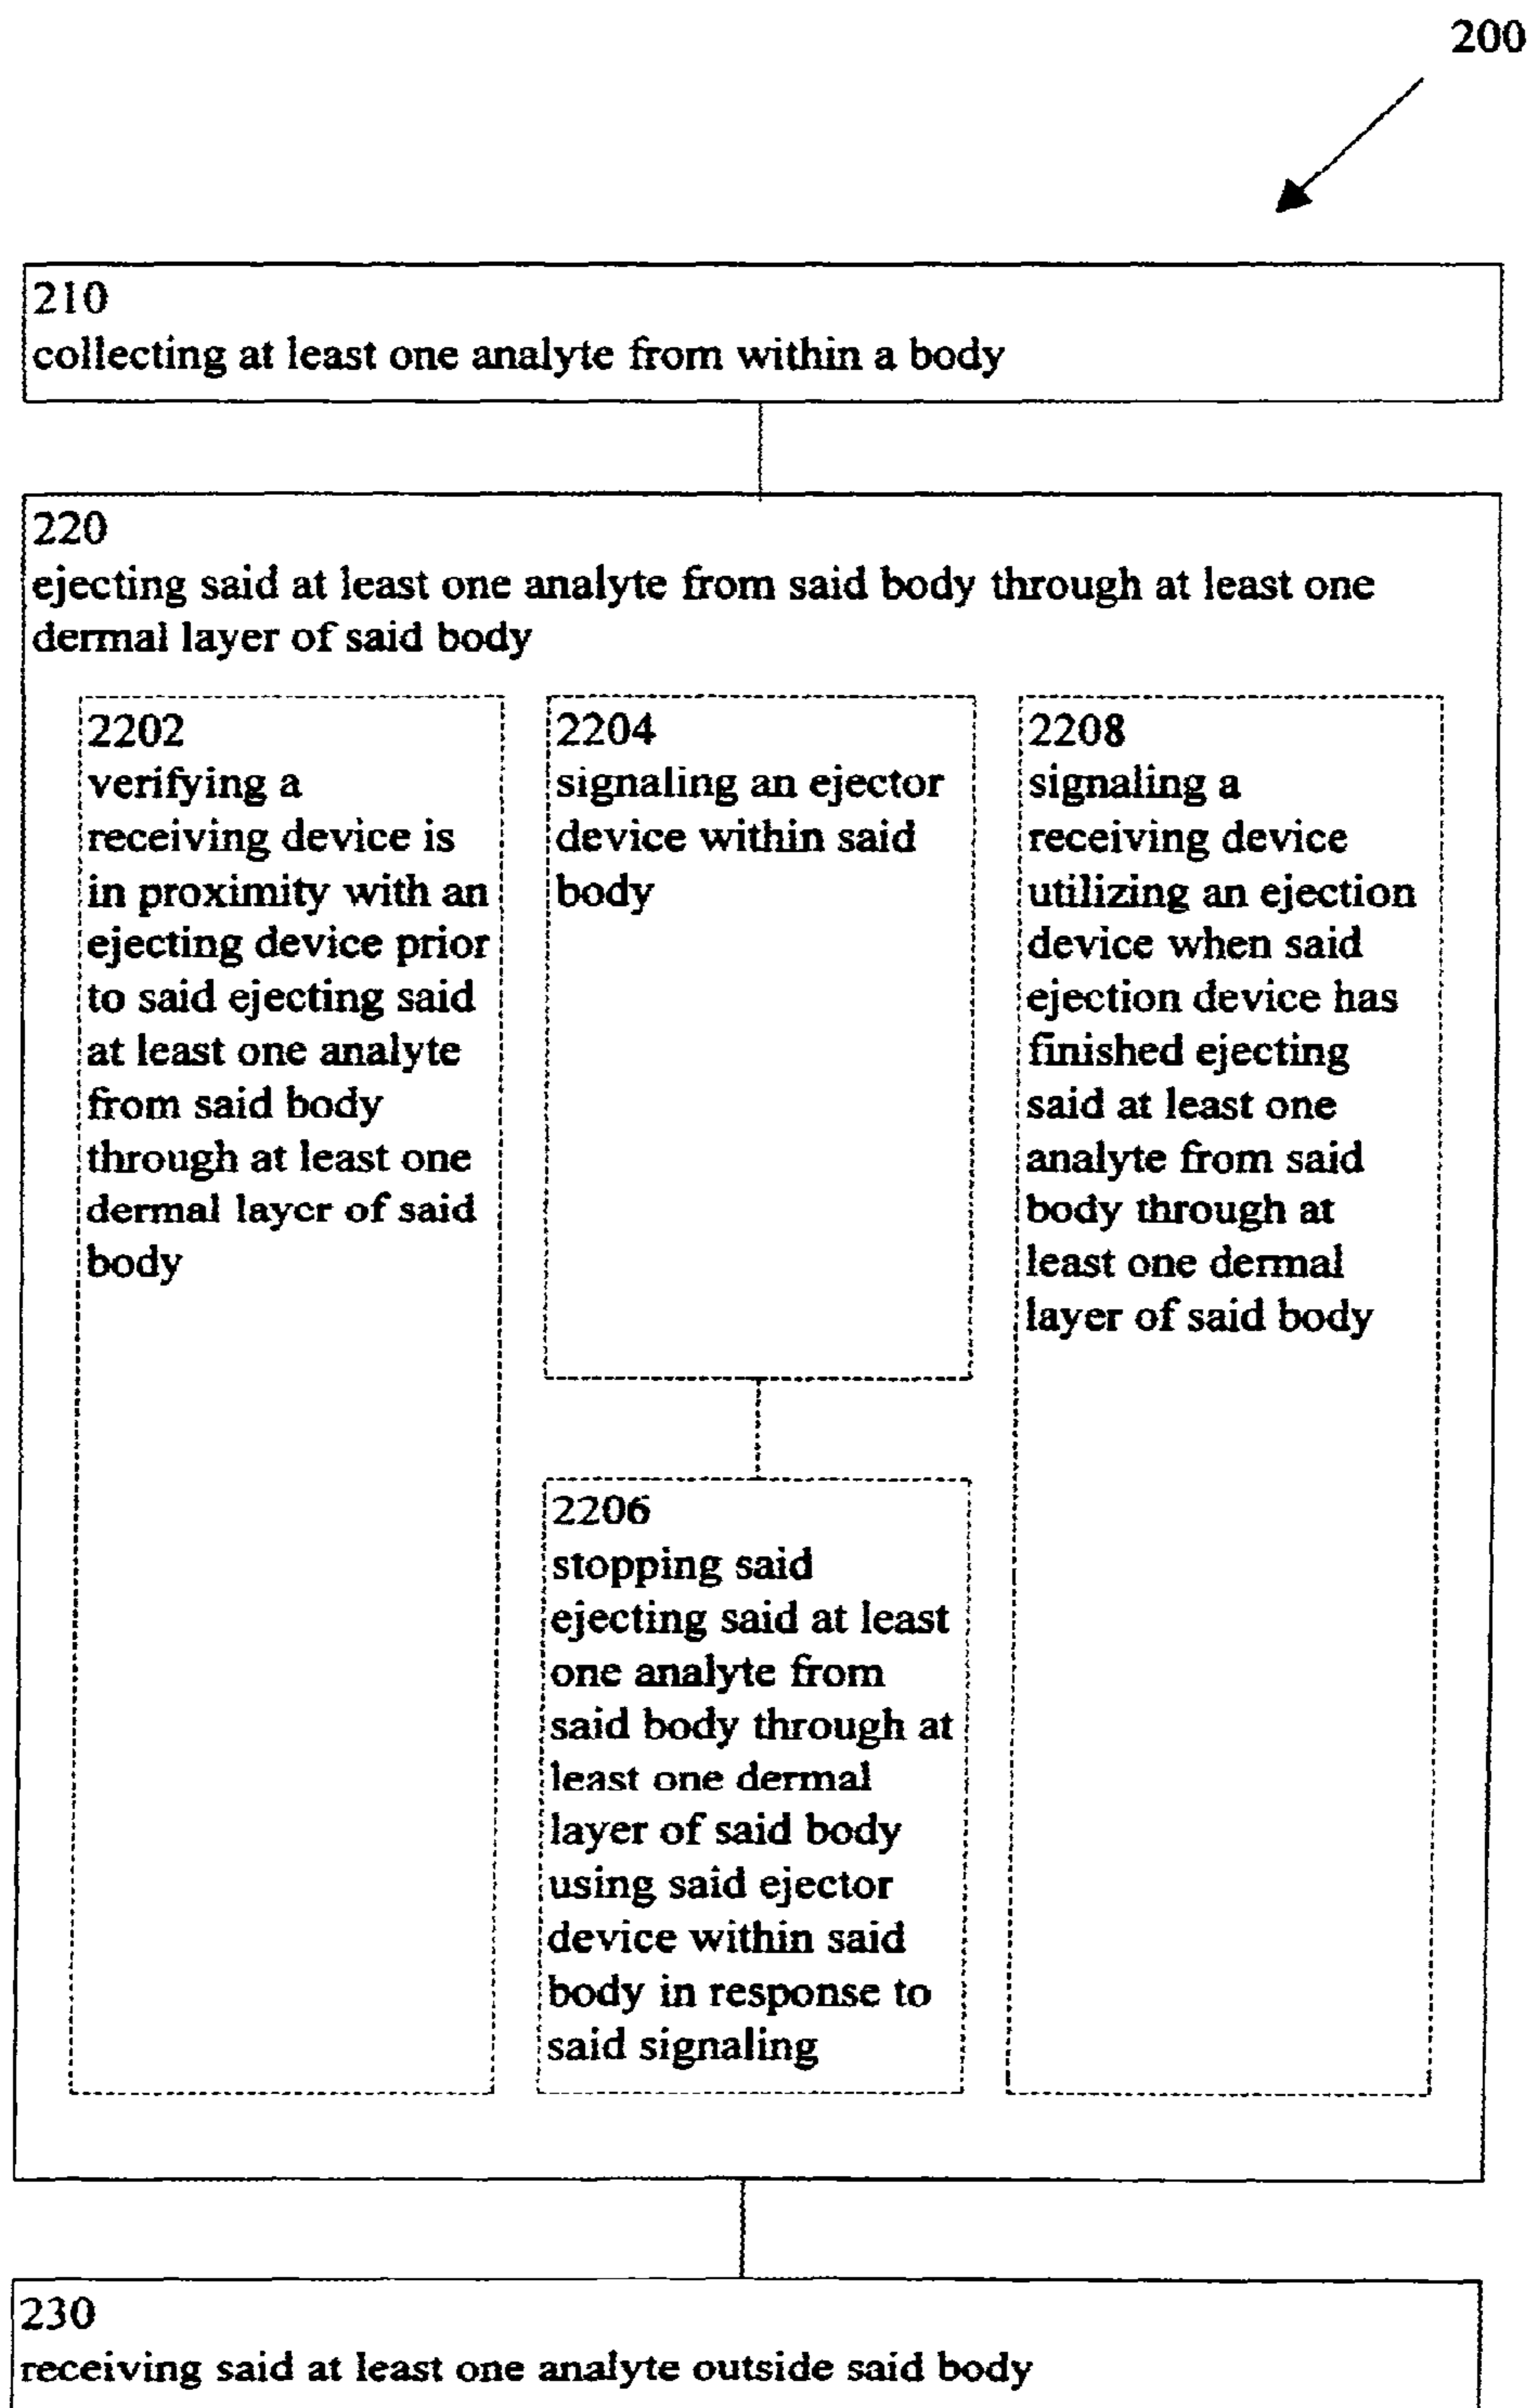 200
210
collecting at least one analyte from within a body
220
ejecting said at least one analyte from said body through at least one
dermal layer of said body
2202
verifying a
receiving device is
in proximity with an
ejecting device prior
to said ejecting said
at least one analyte
from said body
through at least one
dermal layer of said
body
2204
signaling an ejector
device within said
body
2206
stopping said
ejecting said at least
one analyte from
said body through at
least one dermal
layer of said body
using said ejector
device within said
body in response to
said signaling
2208
signaling a
receiving device
utilizing an ejection
device when said
ejection device has
finished ejecting
said at least one
analyte from said
body through at
least one dermal
layer of said body
230
receiving said at least one analyte outside said body